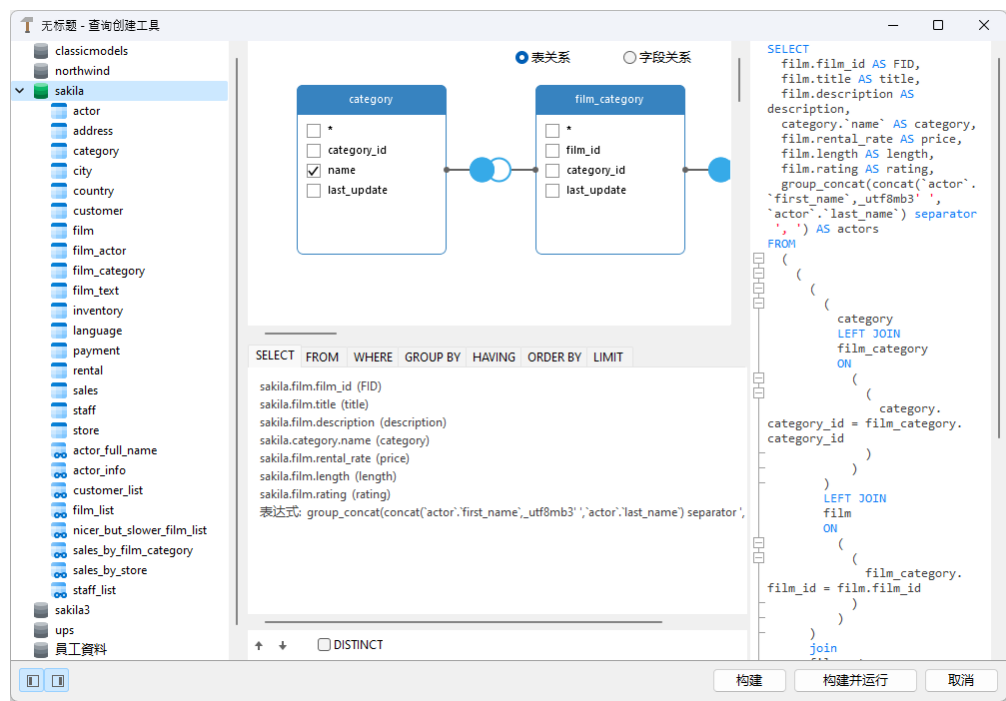 无标题 - 查询创建工具
classicmodels
northwind
sakila
actor
address
category
city
country
customer
film
film_actor
film_category
film_text
inventory
language
payment
rental
sales
staff
store
actor_full_name
actor_info
customer_list
film_list
nicer_but_slower_film_list
sales_by_film_category
sales_by_store
staff_list
sakila3
ups
員工資料
表关系
字段关系
category
*
category_id
name
last_update
film_category
*
film_id
category_id
last_update
SELECT FROM WHERE GROUP BY HAVING ORDER BY LIMIT
sakila.film.film_id (FID)
sakila.film.title (title)
sakila.film.description (description)
sakila.category.name (category)
sakila.film.rental_rate (price)
sakila.film.length (length)
sakila.film.rating (rating)
表达式: group_concat(concat(`actor`.`first_name`,_utf8mb3' ',`actor`.`last_name`) separator ',
DISTINCT
SELECT
film.film_id AS FID,
film.title AS title,
film.description AS
description,
category.`name` AS category,
film.rental_rate AS price,
film.length AS length,
film.rating AS rating,
group_concat(concat(`actor`.
`first_name`,_utf8mb3' ',
`actor`.`last_name`) separator
', ') AS actors
FROM
(
(
(
(
category
LEFT JOIN
film_category
ON
(
(
category.
category_id = film_category.
category_id
)
)
)
LEFT JOIN
film
ON
(
(
film_category.
film_id = film.film_id
)
)
)
join
构建
构建并运行
取消